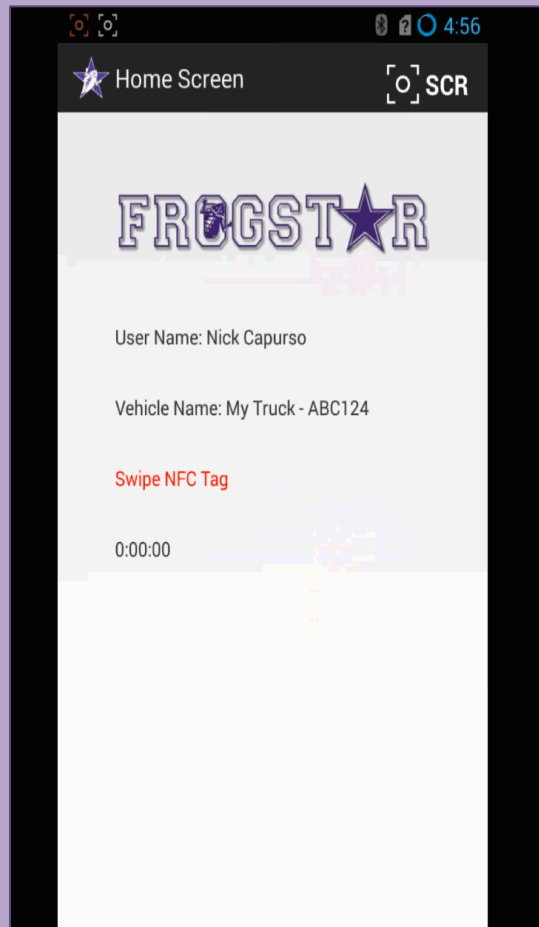 4:56
Home Screen
SCR
FROGSTAR
User Name: Nick Capurso
Vehicle Name: My Truck - ABC124
Swipe NFC Tag
0:00:00